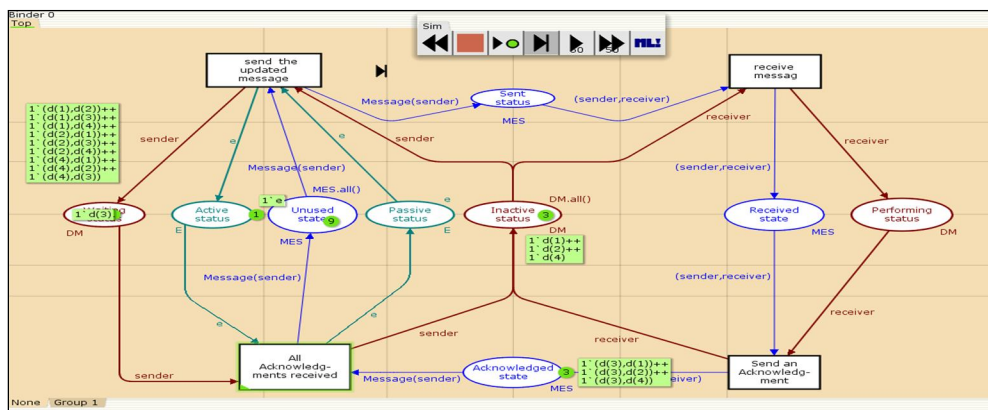 Binder 0
Top
Sim
ML!
send the
updated
message
receive
messag
Message(sender)
Sent
status
(sender,receiver)
MES
1`(d(1),d(2))++
1`(d(1),d(3))++
1`(d(1),d(4))++
1`(d(2),d(1))++
1`(d(2),d(3))++
1`(d(2),d(4))++
1`(d(4),d(1))++
1`(d(4),d(2))++
1`(d(4),d(3))
sender
e
e
sender
receiver
receiver
Message(sender)
(sender,receiver)
MES.all()
e
DM.all()
1`d(3)
DM
Active
status
1
1`e
E
Unused
state
9
MES
Passive
status
E
Inactive
status
3
DM
1`d(1)++
1`d(2)++
1`d(4)
Received
state
MES
Performing
status
DM
Message(sender)
(sender,receiver)
e
e
sender
receiver
receiver
sender
All
Acknowledg-
ments received
Message(sender)
Acknowledged
state
3
MES
1`(d(3),d(1))++
1`(d(3),d(2))++
1`(d(3),d(4))
eiver)
Send an
Acknowledg-
ment
None
Group 1